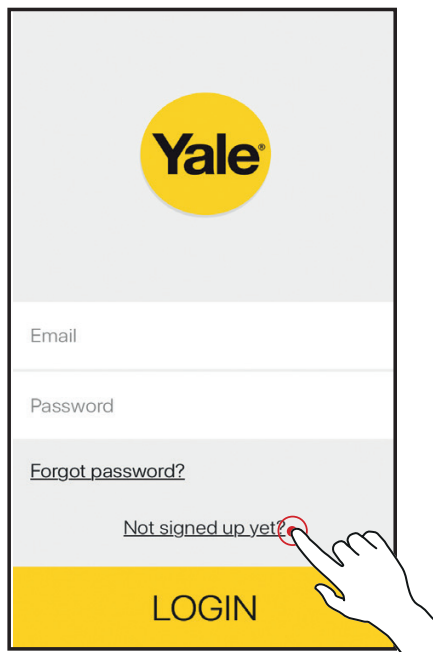 Yale®
Email
Password
Forgot password?
Not signed up yet?
LOGIN